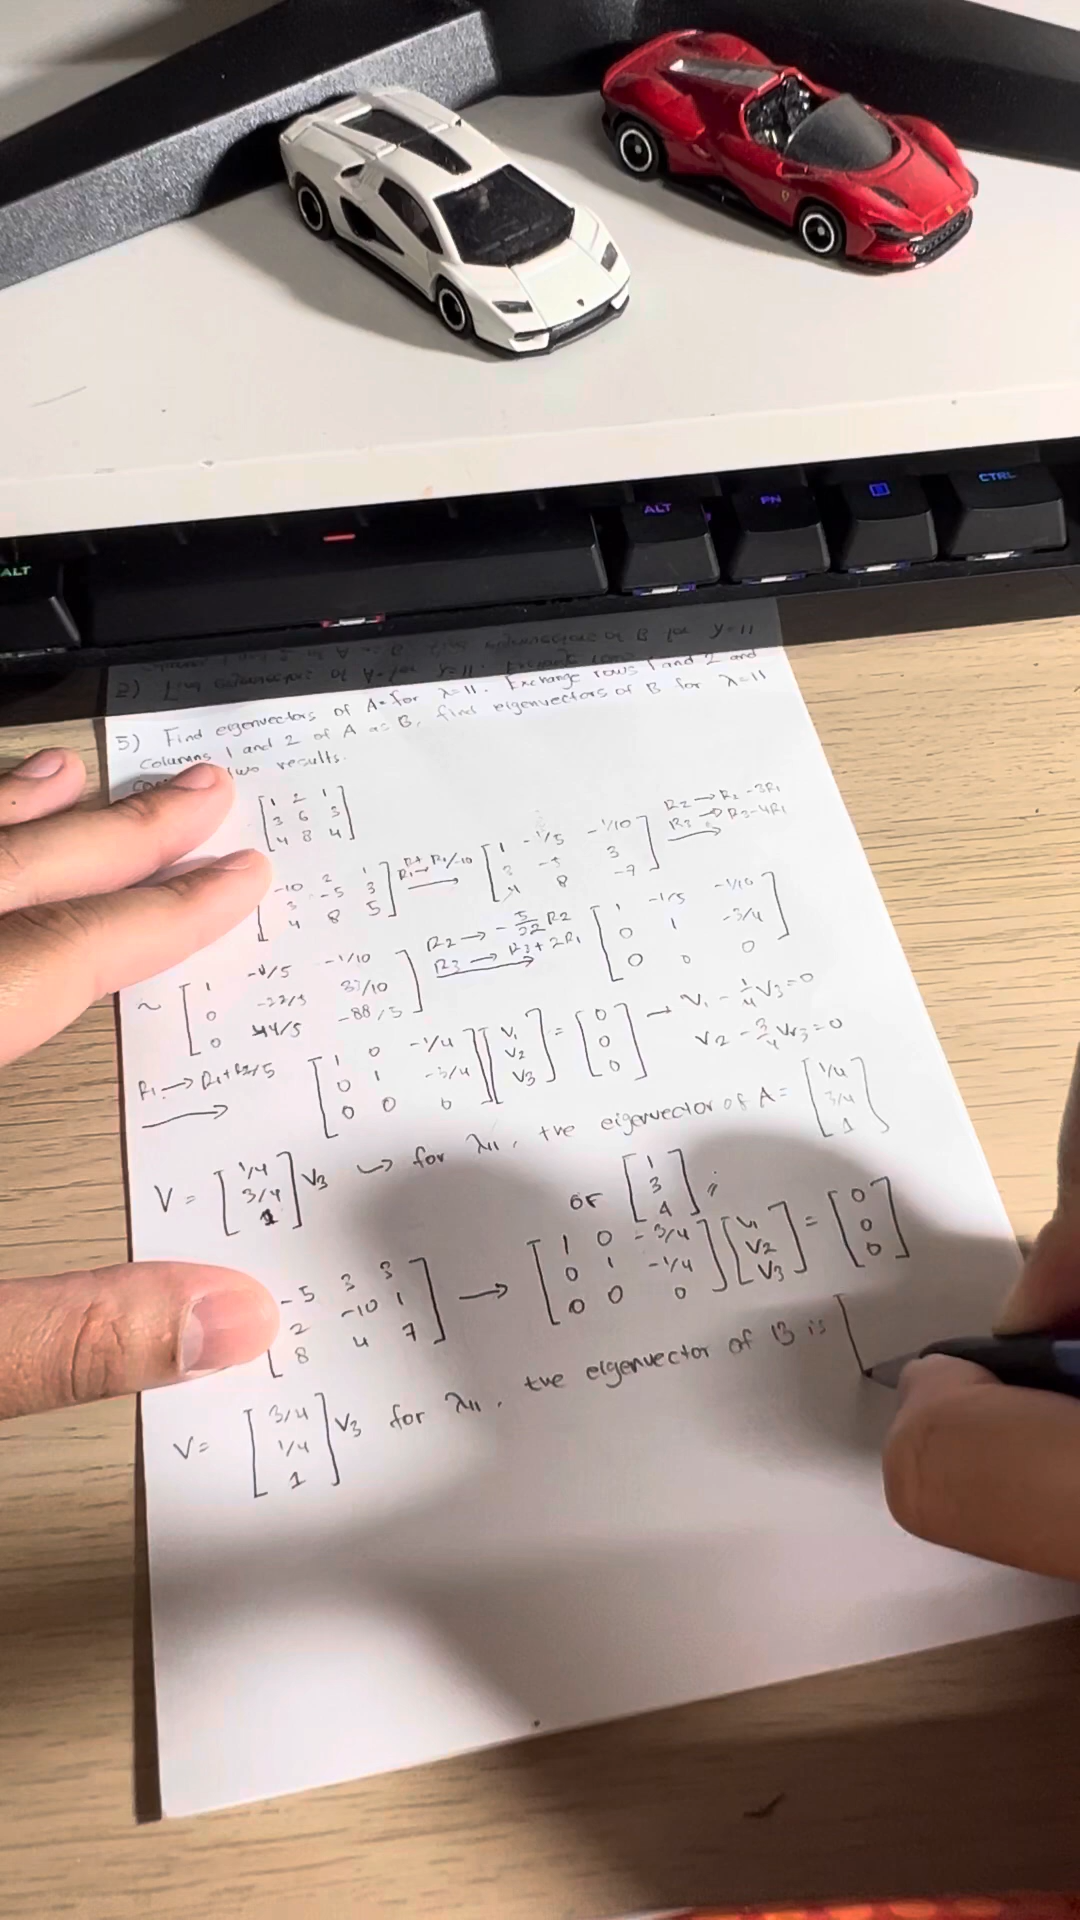 ALT
ALT
FN
CTRL
5) Find eigenvectors of A for λ=11. Exchange rows 1 and 2 and
columns 1 and 2 of A as B, find eigenvectors of B for λ=11
two results.
1 2 1
3 6 3
4 8 4
-10 2 1
3 -5 3
4 8 5
R1→R1/-10
1 -1/5 -1/10
3 -5 3
4 8 -7
R2→R2-3R1
R3→R3-4R1
~
1 -1/5 -1/10
0 -22/5 33/10
0 44/5 -88/5
R2→-5/22R2
R3→R3+2R1
1 -1/5 -1/10
0 1 -3/4
0 0 0
R1→R1+R2/5
1 0 -1/4
0 1 -3/4
0 0 0
V1
V2
V3
=
0
0
0
→ V1 - 1/4V3=0
V2 - 3/4V3=0
V = [1/4 3/4 1] V3 ↪ for λ11, the eigenvector of A = [1/4 3/4 1]
or [1 3 4] //
-5 3 3
2 -10 1
8 4 7
→
1 0 -3/4
0 1 -1/4
0 0 0
V1
V2
V3
=
0
0
0
V= [3/4 1/4 1] V3 for λ11, the eigenvector of B is [